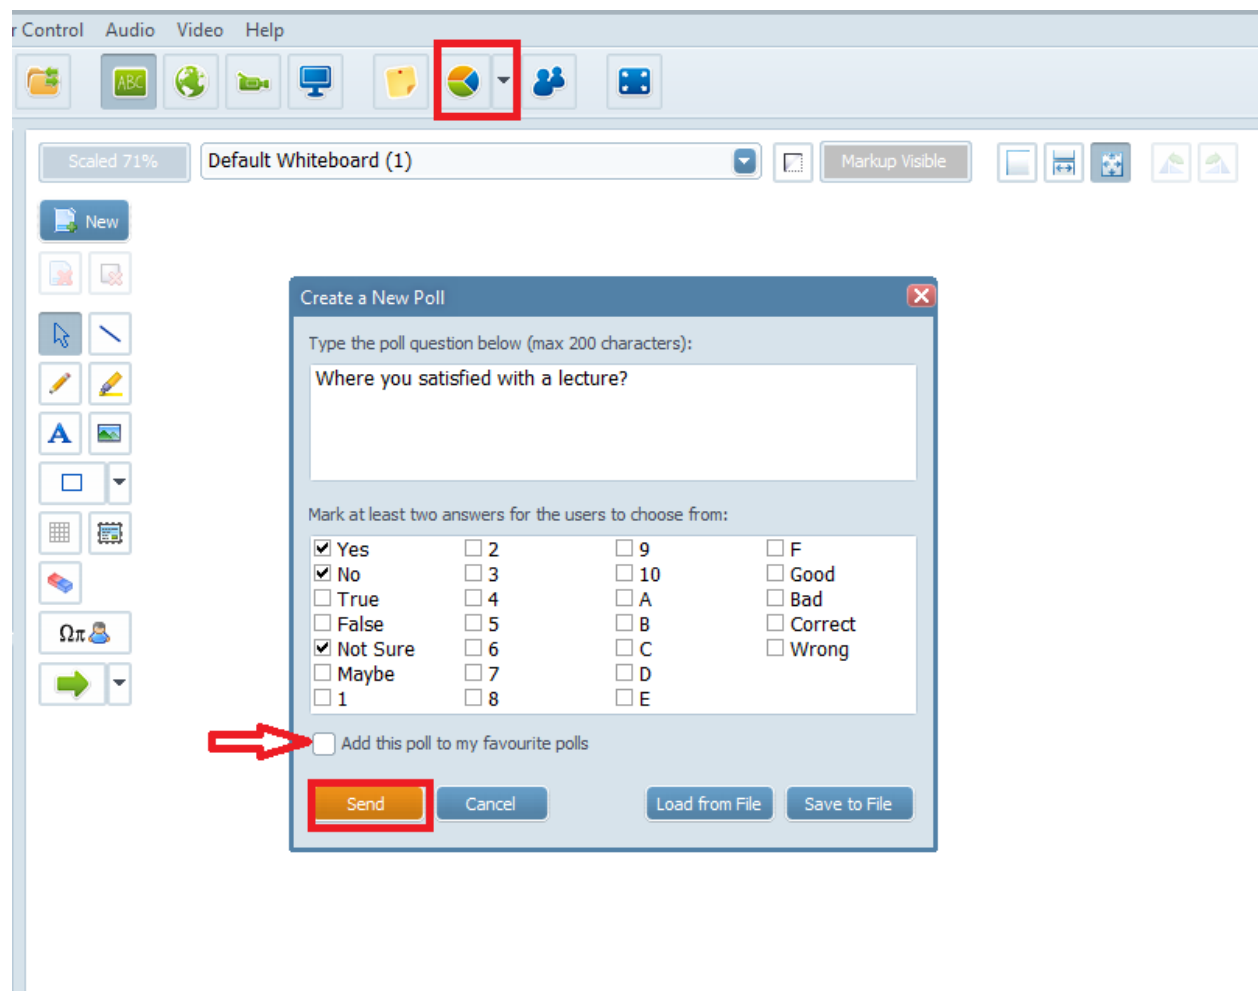 r Control Audio Video Help
ABC
Scaled 71% Default Whiteboard (1) Markup Visible
New
Create a New Poll
Type the poll question below (max 200 characters):
Where you satisfied with a lecture?
A
Mark at least two answers for the users to choose from:
Yes 2 9 F
No 3 10 Good
True 4 A Bad
False 5 B Correct
Not Sure 6 C Wrong
Maybe 7 D
1 8 E
Ωπ
Add this poll to my favourite polls
Send Cancel Load from File Save to File